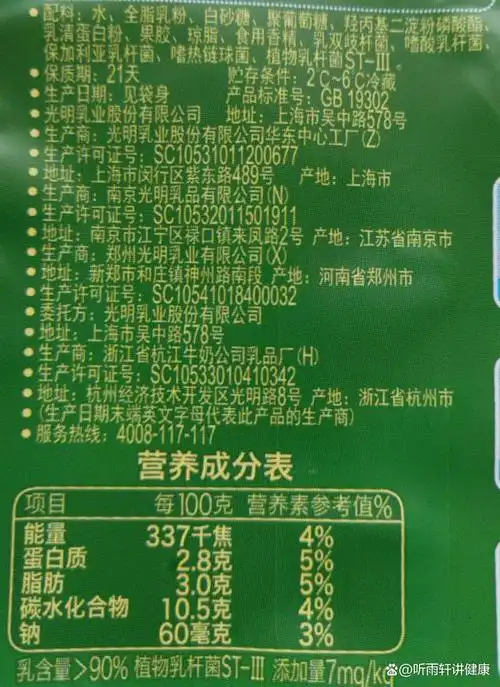 配料：水、全脂乳粉、白砂糖、聚葡萄糖、羟丙基二淀粉磷酸酯、
乳清蛋白粉、果胶、琼脂、食用香精、乳双歧杆菌、嗜酸乳杆菌、
保加利亚乳杆菌、嗜热链球菌、植物乳杆菌ST-Ⅲ
保质期：21天 贮存条件：2℃~6℃冷藏
生产日期：见袋身 产品标准号：GB 19302
光明乳业股份有限公司 地址：上海市吴中路578号
生产商：光明乳业股份有限公司华东中心工厂(Z)
生产许可证号：SC10531011200677
地址：上海市闵行区紫东路489号 产地：上海市
生产商：南京光明乳品有限公司(N)
生产许可证号：SC10532011501911
地址：南京市江宁区禄口镇来凤路2号 产地：江苏省南京市
生产商：郑州光明乳业有限公司(X)
地址：新郑市和庄镇神州路南段 产地：河南省郑州市
生产许可证号：SC10541018400032
委托方：光明乳业股份有限公司
地址：上海市吴中路578号
生产商：浙江省杭江牛奶公司乳品厂(H)
生产许可证号：SC10533010410342
地址：杭州经济技术开发区光明路8号 产地：浙江省杭州市
(生产日期末端英文字母代表此产品的生产商)
服务热线：4008-117-117
营养成分表
项目 每100克 营养素参考值%
能量 337千焦 4%
蛋白质 2.8克 5%
脂肪 3.0克 5%
碳水化合物 10.5克 4%
钠 60毫克 3%
乳含量>90% 植物乳杆菌ST-Ⅲ 添加量7mg/kg
@听雨轩讲健康